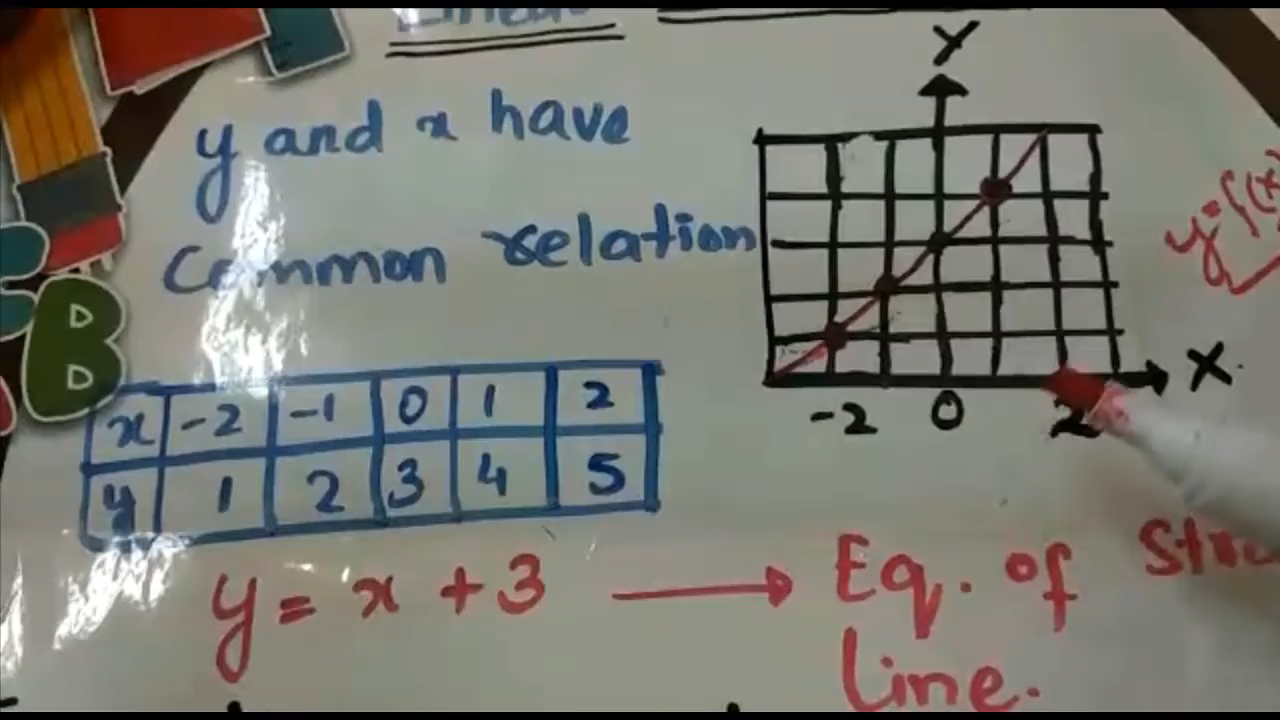 y and x have
Common relation
Y
X
-2 0 2
x -2 -1 0 1 2
y 1 2 3 4 5
y = x + 3 → Eq. of
line.
B